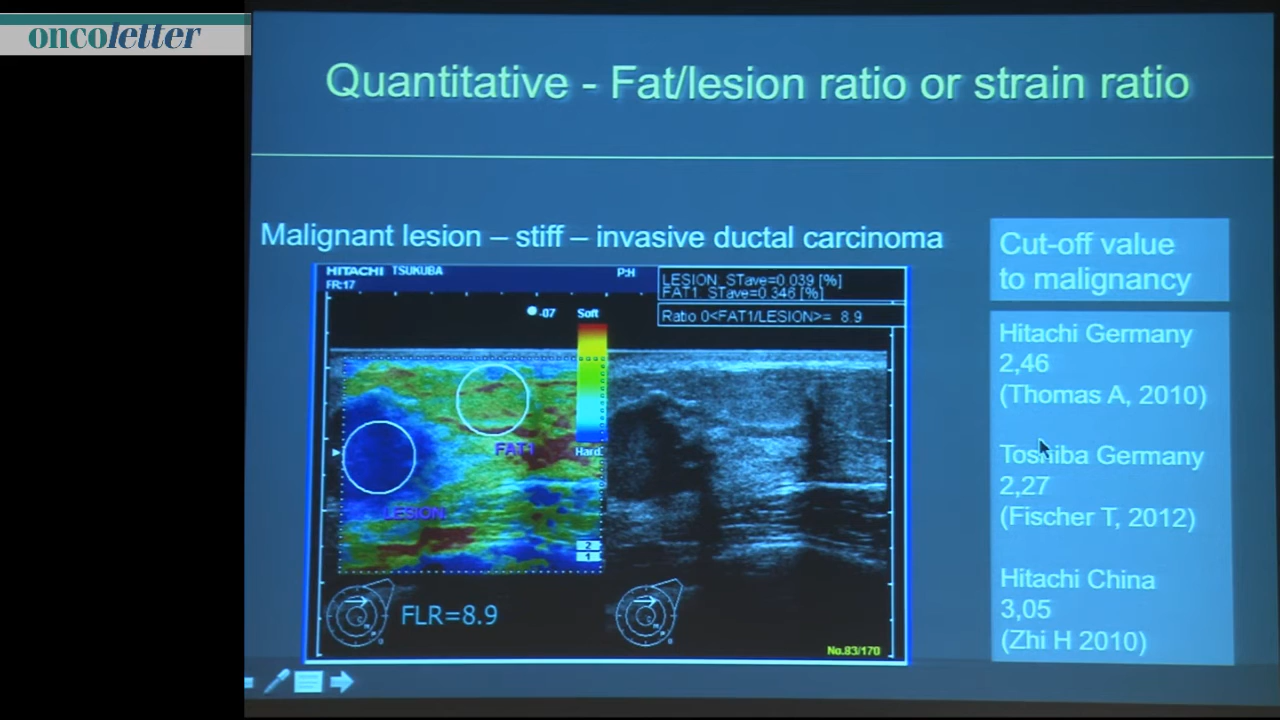 oncoletter
Quantitative - Fat/lesion ratio or strain ratio
Malignant lesion – stiff – invasive ductal carcinoma
Cut-off value
to malignancy
HITACHI TSUKUBA
P:H
FR:17
LESION: STave=0.039 [%]
FAT1: STave=0.346 [%]
Ratio 0<FAT1/LESION>= 8.9
-07
Soft
FAT1
Hard
LESION
2
1
FLR=8.9
No.83/170
Hitachi Germany
2,46
(Thomas A, 2010)
Toshiba Germany
2,27
(Fischer T, 2012)
Hitachi China
3,05
(Zhi H 2010)